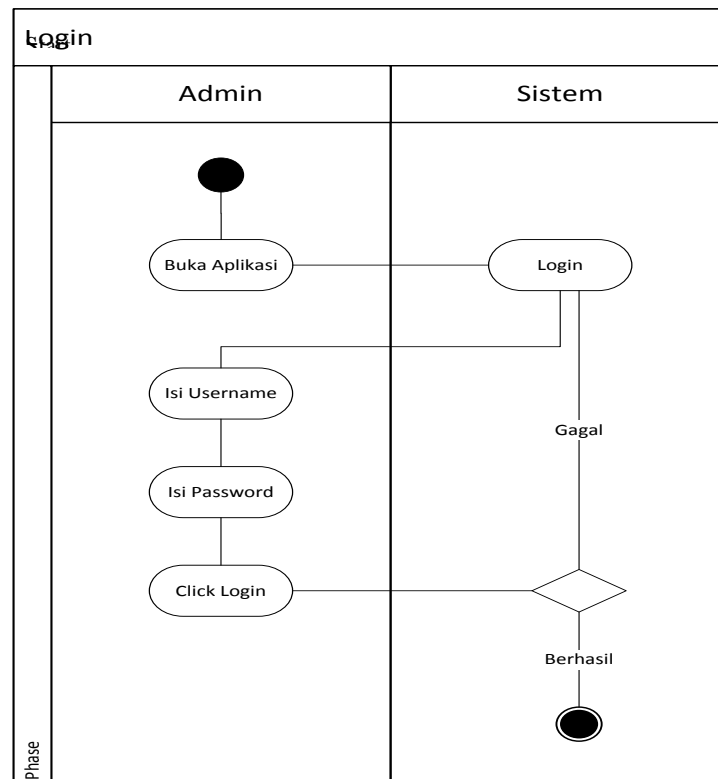 Login
Admin
Sistem
Buka Aplikasi
Login
Isi Username
Gagal
Isi Password
Click Login
Berhasil
Phase